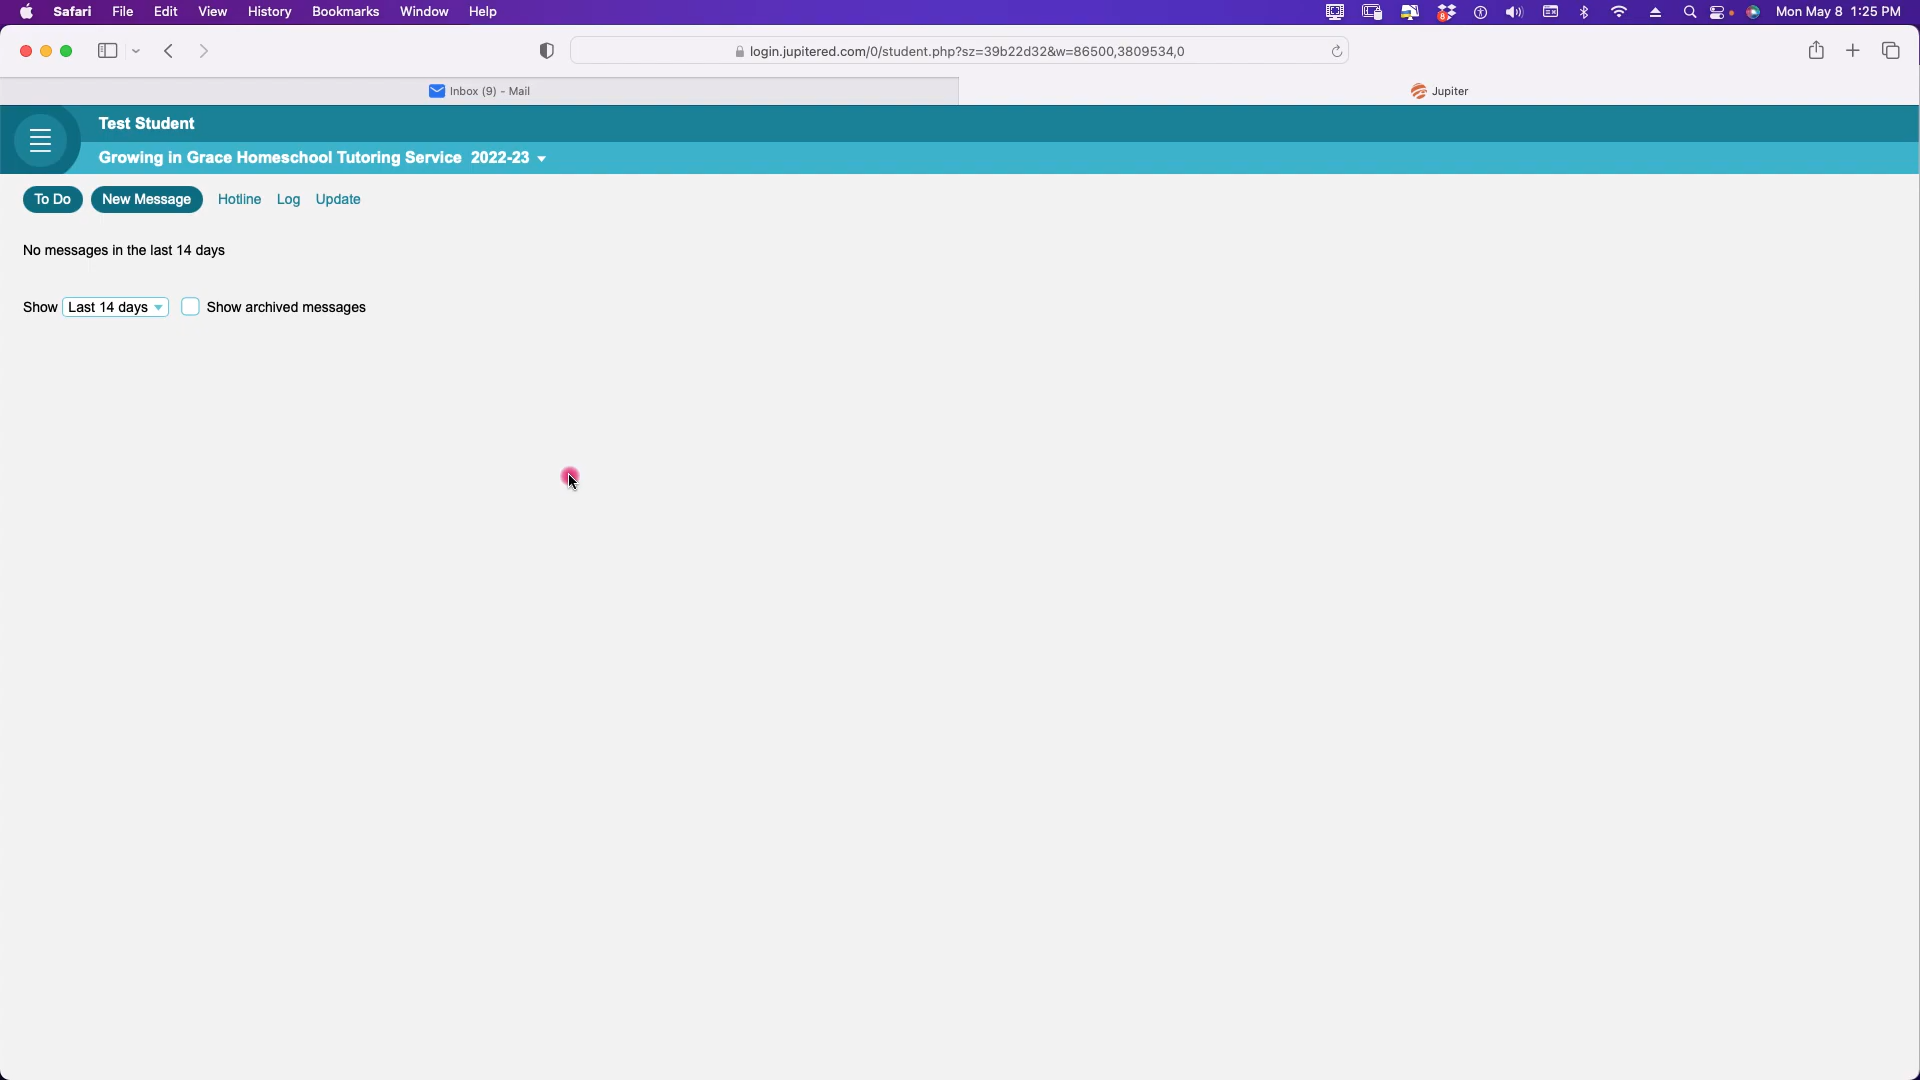 Safari File Edit View History Bookmarks Window Help Mon May 8 1:25 PM
login.jupitered.com/0/student.php?sz=39b22d32&w=86500,3809534,0
Inbox (9) - Mail Jupiter
Test Student
Growing in Grace Homeschool Tutoring Service 2022-23
To Do New Message Hotline Log Update
No messages in the last 14 days
Show Last 14 days Show archived messages